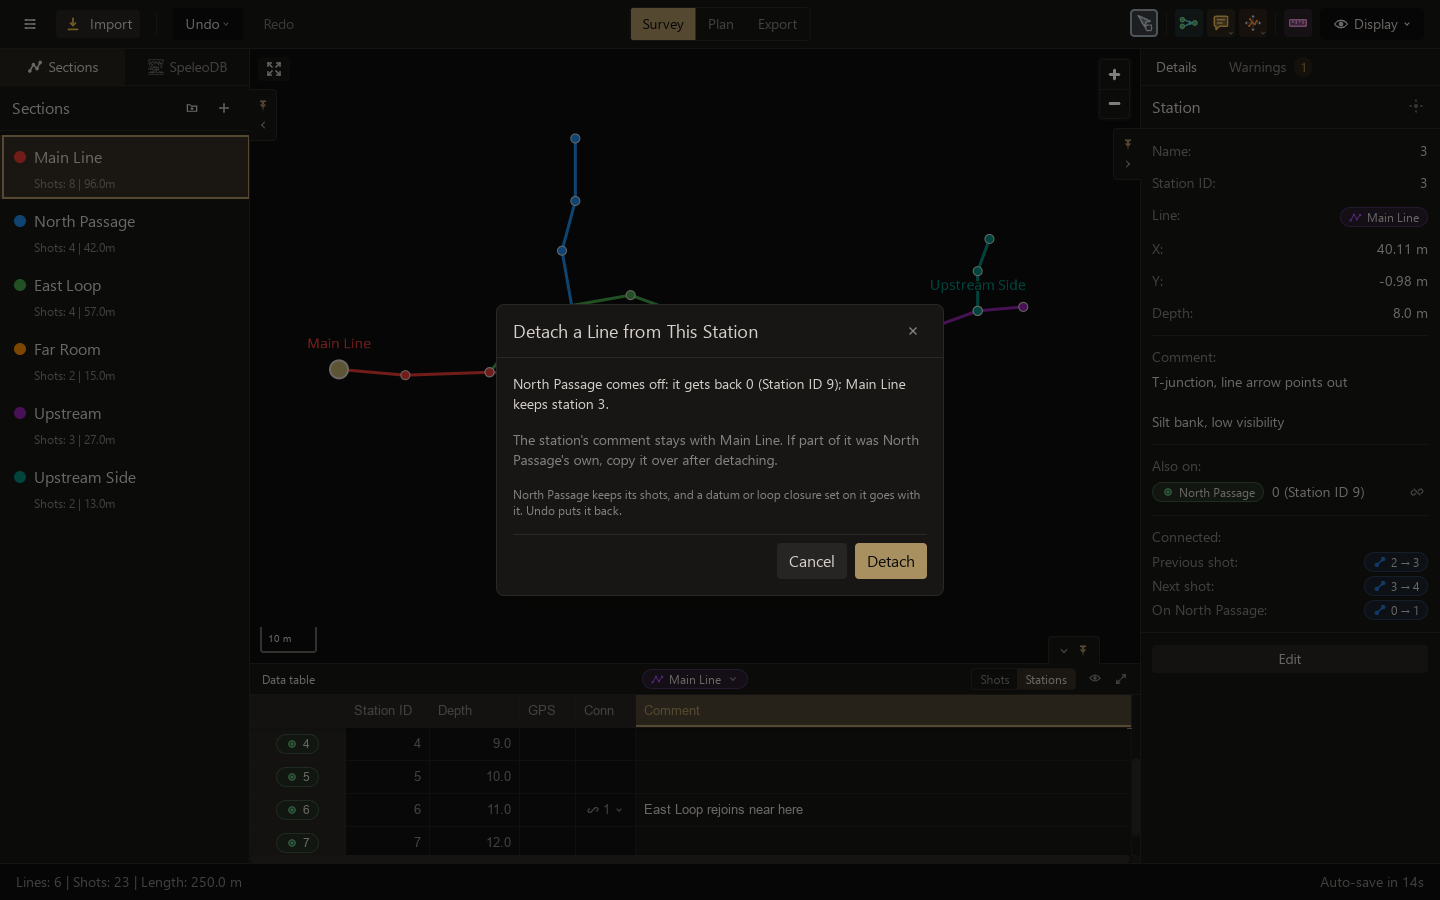 Import
Undo
Redo
Survey
Plan
Export
Display
Sections
SpeleoDB
Sections
Main Line
Shots: 8 | 96.0m
North Passage
Shots: 4 | 42.0m
East Loop
Shots: 4 | 57.0m
Far Room
Shots: 2 | 15.0m
Upstream
Shots: 3 | 27.0m
Upstream Side
Shots: 2 | 13.0m
Main Line
Upstream Side
10 m
Detach a Line from This Station
North Passage comes off: it gets back 0 (Station ID 9); Main Line
keeps station 3.
The station's comment stays with Main Line. If part of it was North
Passage's own, copy it over after detaching.
North Passage keeps its shots, and a datum or loop closure set on it goes with
it. Undo puts it back.
Cancel
Detach
Data table
Main Line
Shots
Stations
Station ID
Depth
GPS
Conn
Comment
4 4 9.0
5 5 10.0
6 6 11.0 1 East Loop rejoins near here
7 7 12.0
Details
Warnings 1
Station
Name: 3
Station ID: 3
Line: Main Line
X: 40.11 m
Y: -0.98 m
Depth: 8.0 m
Comment:
T-junction, line arrow points out
Silt bank, low visibility
Also on:
North Passage 0 (Station ID 9)
Connected:
Previous shot: 2→3
Next shot: 3→4
On North Passage: 0→1
Edit
Lines: 6 | Shots: 23 | Length: 250.0 m
Auto-save in 14s